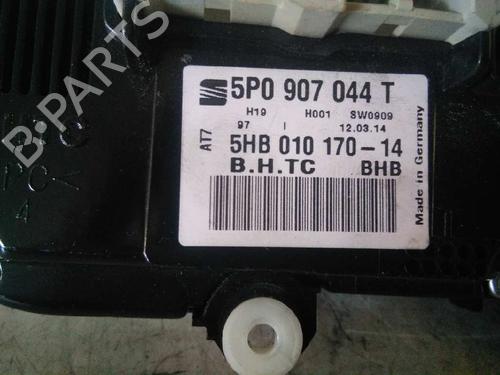 B-PARTS
5P0 907 044 T
H19 H001 SW0909
97 I 12.03.14
AT7
5HB 010 170-14
B.H.TC BHB
Made in Germany
4